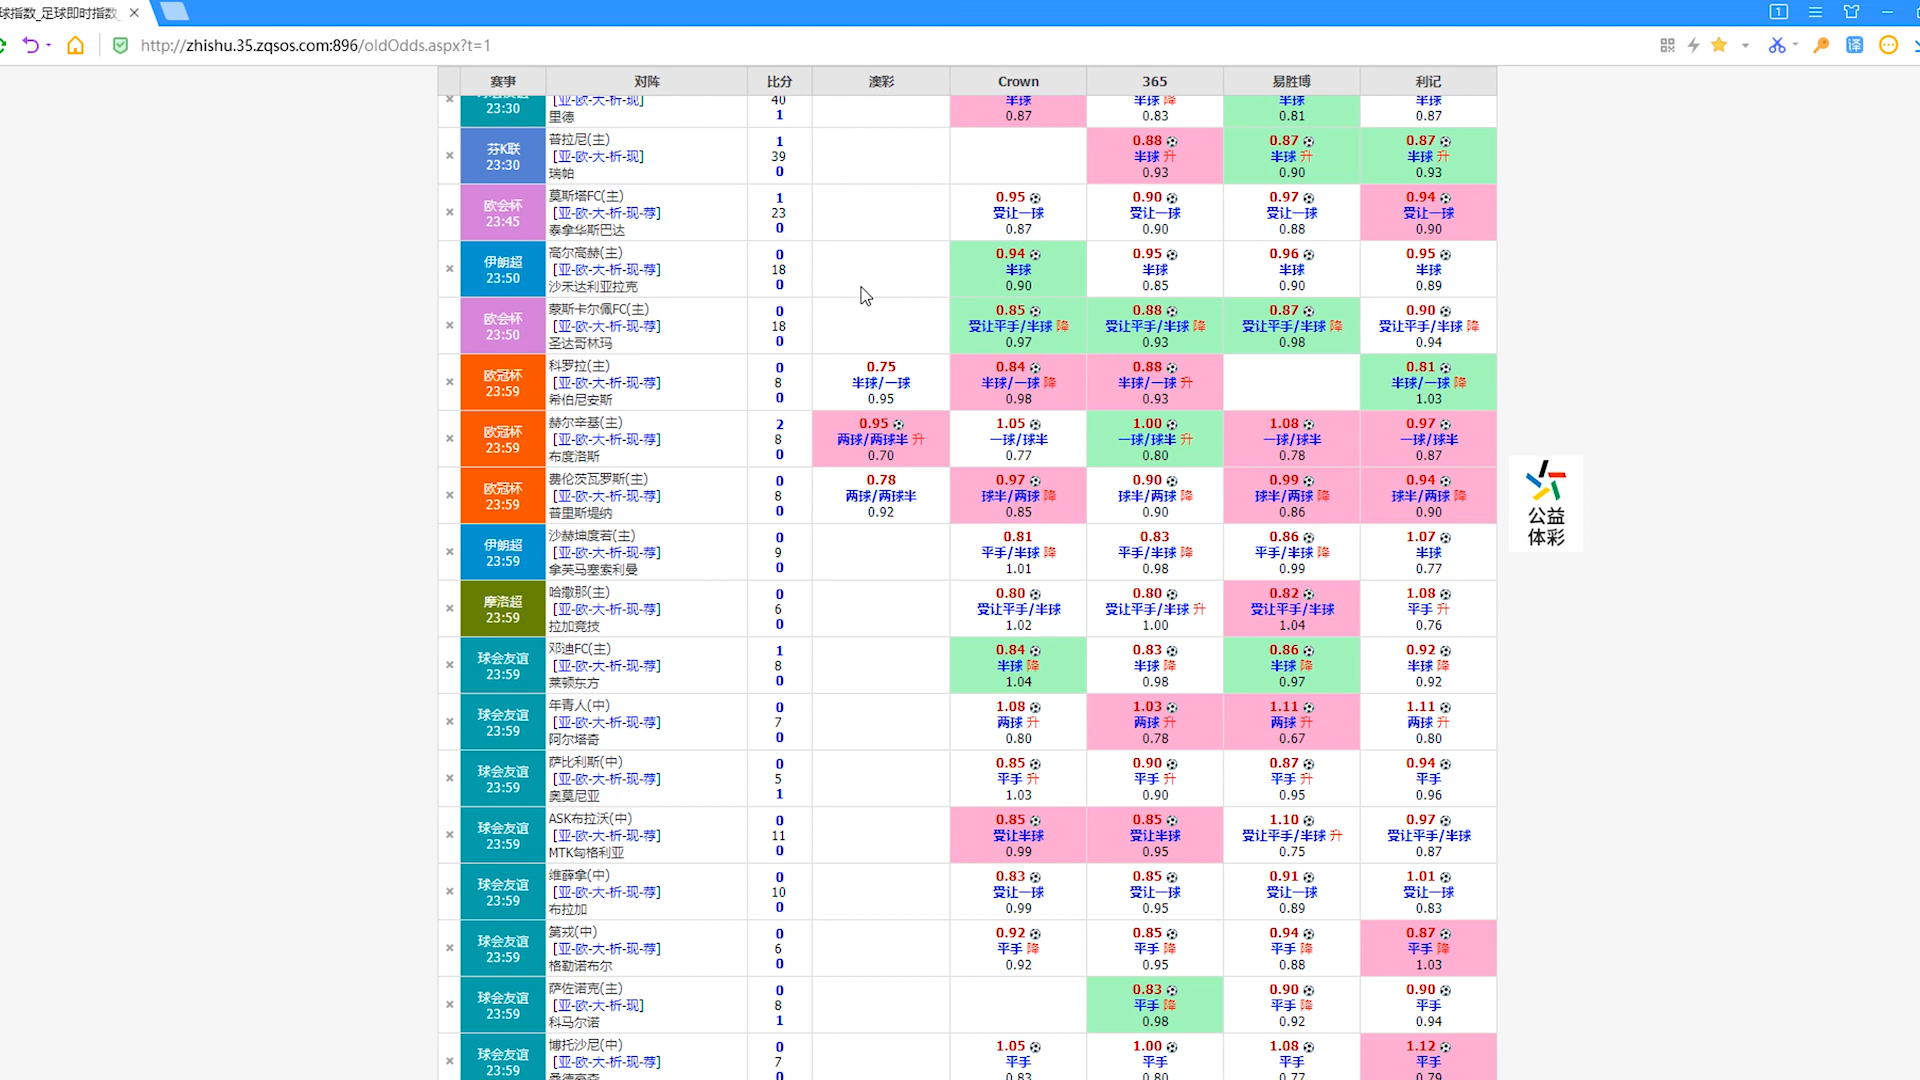 球指数_足球即时指数_
http://zhishu.35.zqsos.com:896/oldOdds.aspx?t=1
赛事 对阵 比分 澳彩 Crown 365 易胜博 利记
23:30 [亚-欧-大-析-现] 40 半球 半球 降 半球 半球
里德 1 0.87 0.83 0.81 0.87
普拉尼(主) 1 0.88 0.87 0.87
芬K联 23:30 [亚-欧-大-析-现] 39 半球 升 半球 升 半球 升
瑞帕 0 0.93 0.90 0.93
莫斯塔FC(主) 1 0.95 0.90 0.97 0.94
欧会杯 23:45 [亚-欧-大-析-现-荐] 23 受让一球 受让一球 受让一球 受让一球
泰拿华斯巴达 0 0.87 0.90 0.88 0.90
高尔高赫(主) 0 0.94 0.95 0.96 0.95
伊朗超 23:50 [亚-欧-大-析-现-荐] 18 半球 半球 半球 半球
沙禾达利亚拉克 0 0.90 0.85 0.90 0.89
蒙斯卡尔佩FC(主) 0 0.85 0.88 0.87 0.90
欧会杯 23:50 [亚-欧-大-析-现-荐] 18 受让平手/半球 降 受让平手/半球 降 受让平手/半球 降 受让平手/半球 降
圣达哥林玛 0 0.97 0.93 0.98 0.94
科罗拉(主) 0 0.75 0.84 0.88 0.81
欧冠杯 23:59 [亚-欧-大-析-现-荐] 8 半球/一球 半球/一球 降 半球/一球 升 半球/一球 降
希伯尼安斯 0 0.95 0.98 0.93 1.03
赫尔辛基(主) 2 0.95 1.05 1.00 1.08 0.97
欧冠杯 23:59 [亚-欧-大-析-现-荐] 8 两球/两球半 升 一球/球半 一球/球半 升 一球/球半 一球/球半
布度洛斯 0 0.70 0.77 0.80 0.78 0.87
费伦茨瓦罗斯(主) 0 0.78 0.97 0.90 0.99 0.94
欧冠杯 23:59 [亚-欧-大-析-现-荐] 8 两球/两球半 球半/两球 降 球半/两球 降 球半/两球 降 球半/两球 降
普里斯堤纳 0 0.92 0.85 0.90 0.86 0.90
沙赫坤度若(主) 0 0.81 0.83 0.86 1.07
伊朗超 23:59 [亚-欧-大-析-现-荐] 9 平手/半球 降 平手/半球 降 平手/半球 降 半球
拿芙马塞索利曼 0 1.01 0.98 0.99 0.77
哈撒那(主) 0 0.80 0.80 0.82 1.08
摩洛超 23:59 [亚-欧-大-析-现-荐] 6 受让平手/半球 受让平手/半球 升 受让平手/半球 平手 升
拉加竞技 0 1.02 1.00 1.04 0.76
邓迪FC(主) 1 0.84 0.83 0.86 0.92
球会友谊 23:59 [亚-欧-大-析-现-荐] 8 半球 降 半球 降 半球 降 半球 降
莱顿东方 0 1.04 0.98 0.97 0.92
年青人(中) 0 1.08 1.03 1.11 1.11
球会友谊 23:59 [亚-欧-大-析-现-荐] 7 两球 升 两球 升 两球 升 两球 升
阿尔塔奇 0 0.80 0.78 0.67 0.80
萨比利斯(中) 0 0.85 0.90 0.87 0.94
球会友谊 23:59 [亚-欧-大-析-现-荐] 5 平手 升 平手 升 平手 升 平手
奥莫尼亚 1 1.03 0.90 0.95 0.96
ASK布拉沃(中) 0 0.85 0.85 1.10 0.97
球会友谊 23:59 [亚-欧-大-析-现-荐] 11 受让半球 受让半球 受让平手/半球 升 受让平手/半球
MTK匈格利亚 0 0.99 0.95 0.75 0.87
维薛拿(中) 0 0.83 0.85 0.91 1.01
球会友谊 23:59 [亚-欧-大-析-现-荐] 10 受让一球 受让一球 受让一球 受让一球
布拉加 0 0.99 0.95 0.89 0.83
第戎(中) 0 0.92 0.85 0.94 0.87
球会友谊 23:59 [亚-欧-大-析-现-荐] 6 平手 降 平手 降 平手 降 平手 降
格勒诺布尔 0 0.92 0.95 0.88 1.03
萨佐诺克(主) 0 0.83 0.90 0.90
球会友谊 23:59 [亚-欧-大-析-现] 8 平手 降 平手 降 平手
科马尔诺 1 0.98 0.92 0.94
博托沙尼(中) 0 1.05 1.00 1.08 1.12
球会友谊 23:59 [亚-欧-大-析-现-荐] 7 平手 平手 平手 平手
0 0.83 0.80 0.77 0.79
公益
体彩